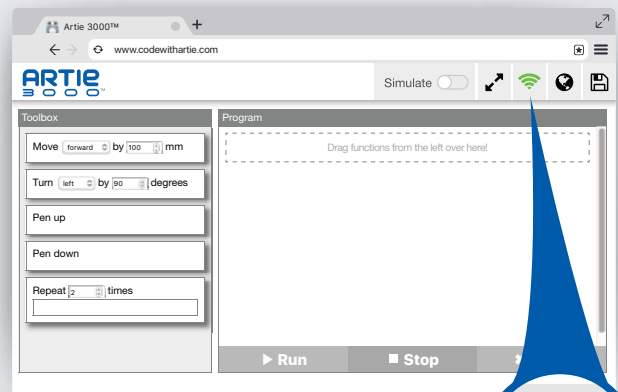 Artie 3000™
www.codewithartie.com
ARTIE
3000™
Simulate
Toolbox
Program
Move forward by 100 mm
Drag functions from the left over here!
Turn left by 90 degrees
Pen up
Pen down
Repeat 2 times
Run
Stop